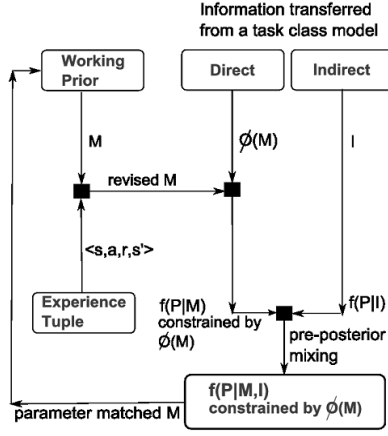 Information transferred
from a task class model
Working
Prior
Direct
Indirect
M
Ø(M)
I
revised M
<s,a,r,s'>
Experience
Tuple
f(P|M)
constrained by
Ø(M)
f(P|I)
pre-posterior
mixing
f(P|M,I)
constrained by Ø(M)
parameter matched M